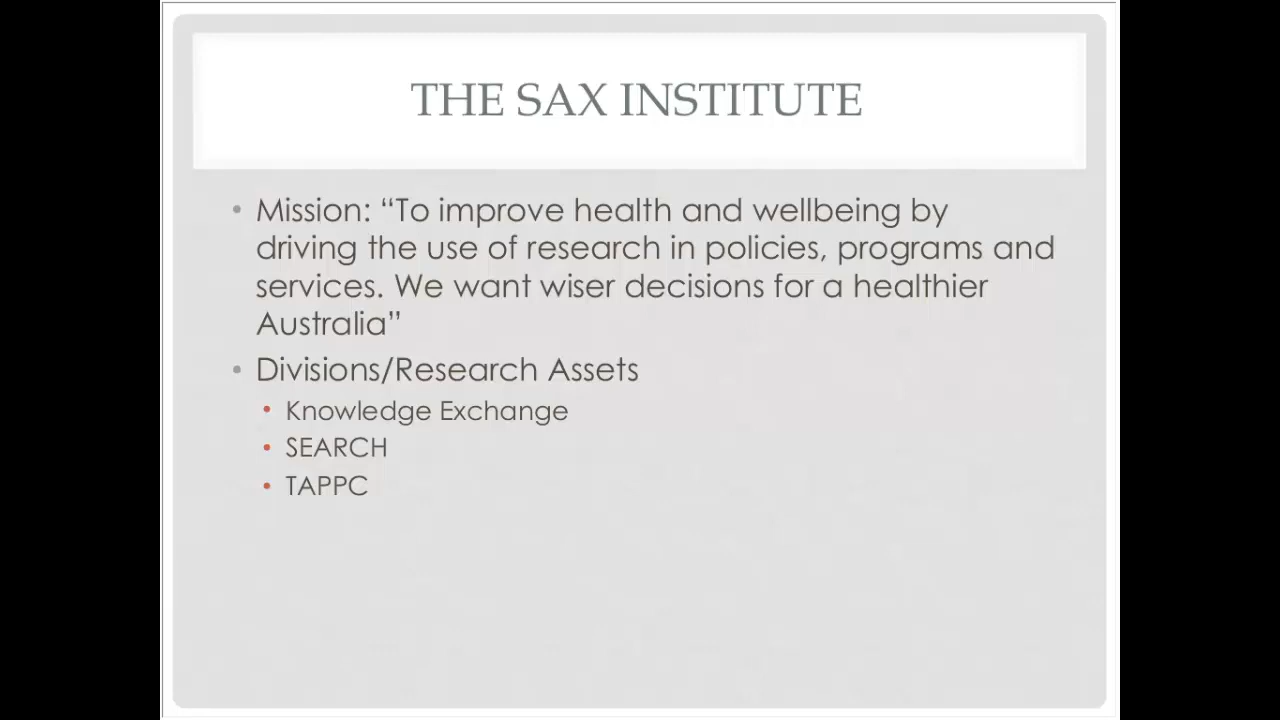 THE SAX INSTITUTE
• Mission: “To improve health and wellbeing by
driving the use of research in policies, programs and
services. We want wiser decisions for a healthier
Australia”
• Divisions/Research Assets
• Knowledge Exchange
• SEARCH
• TAPPC